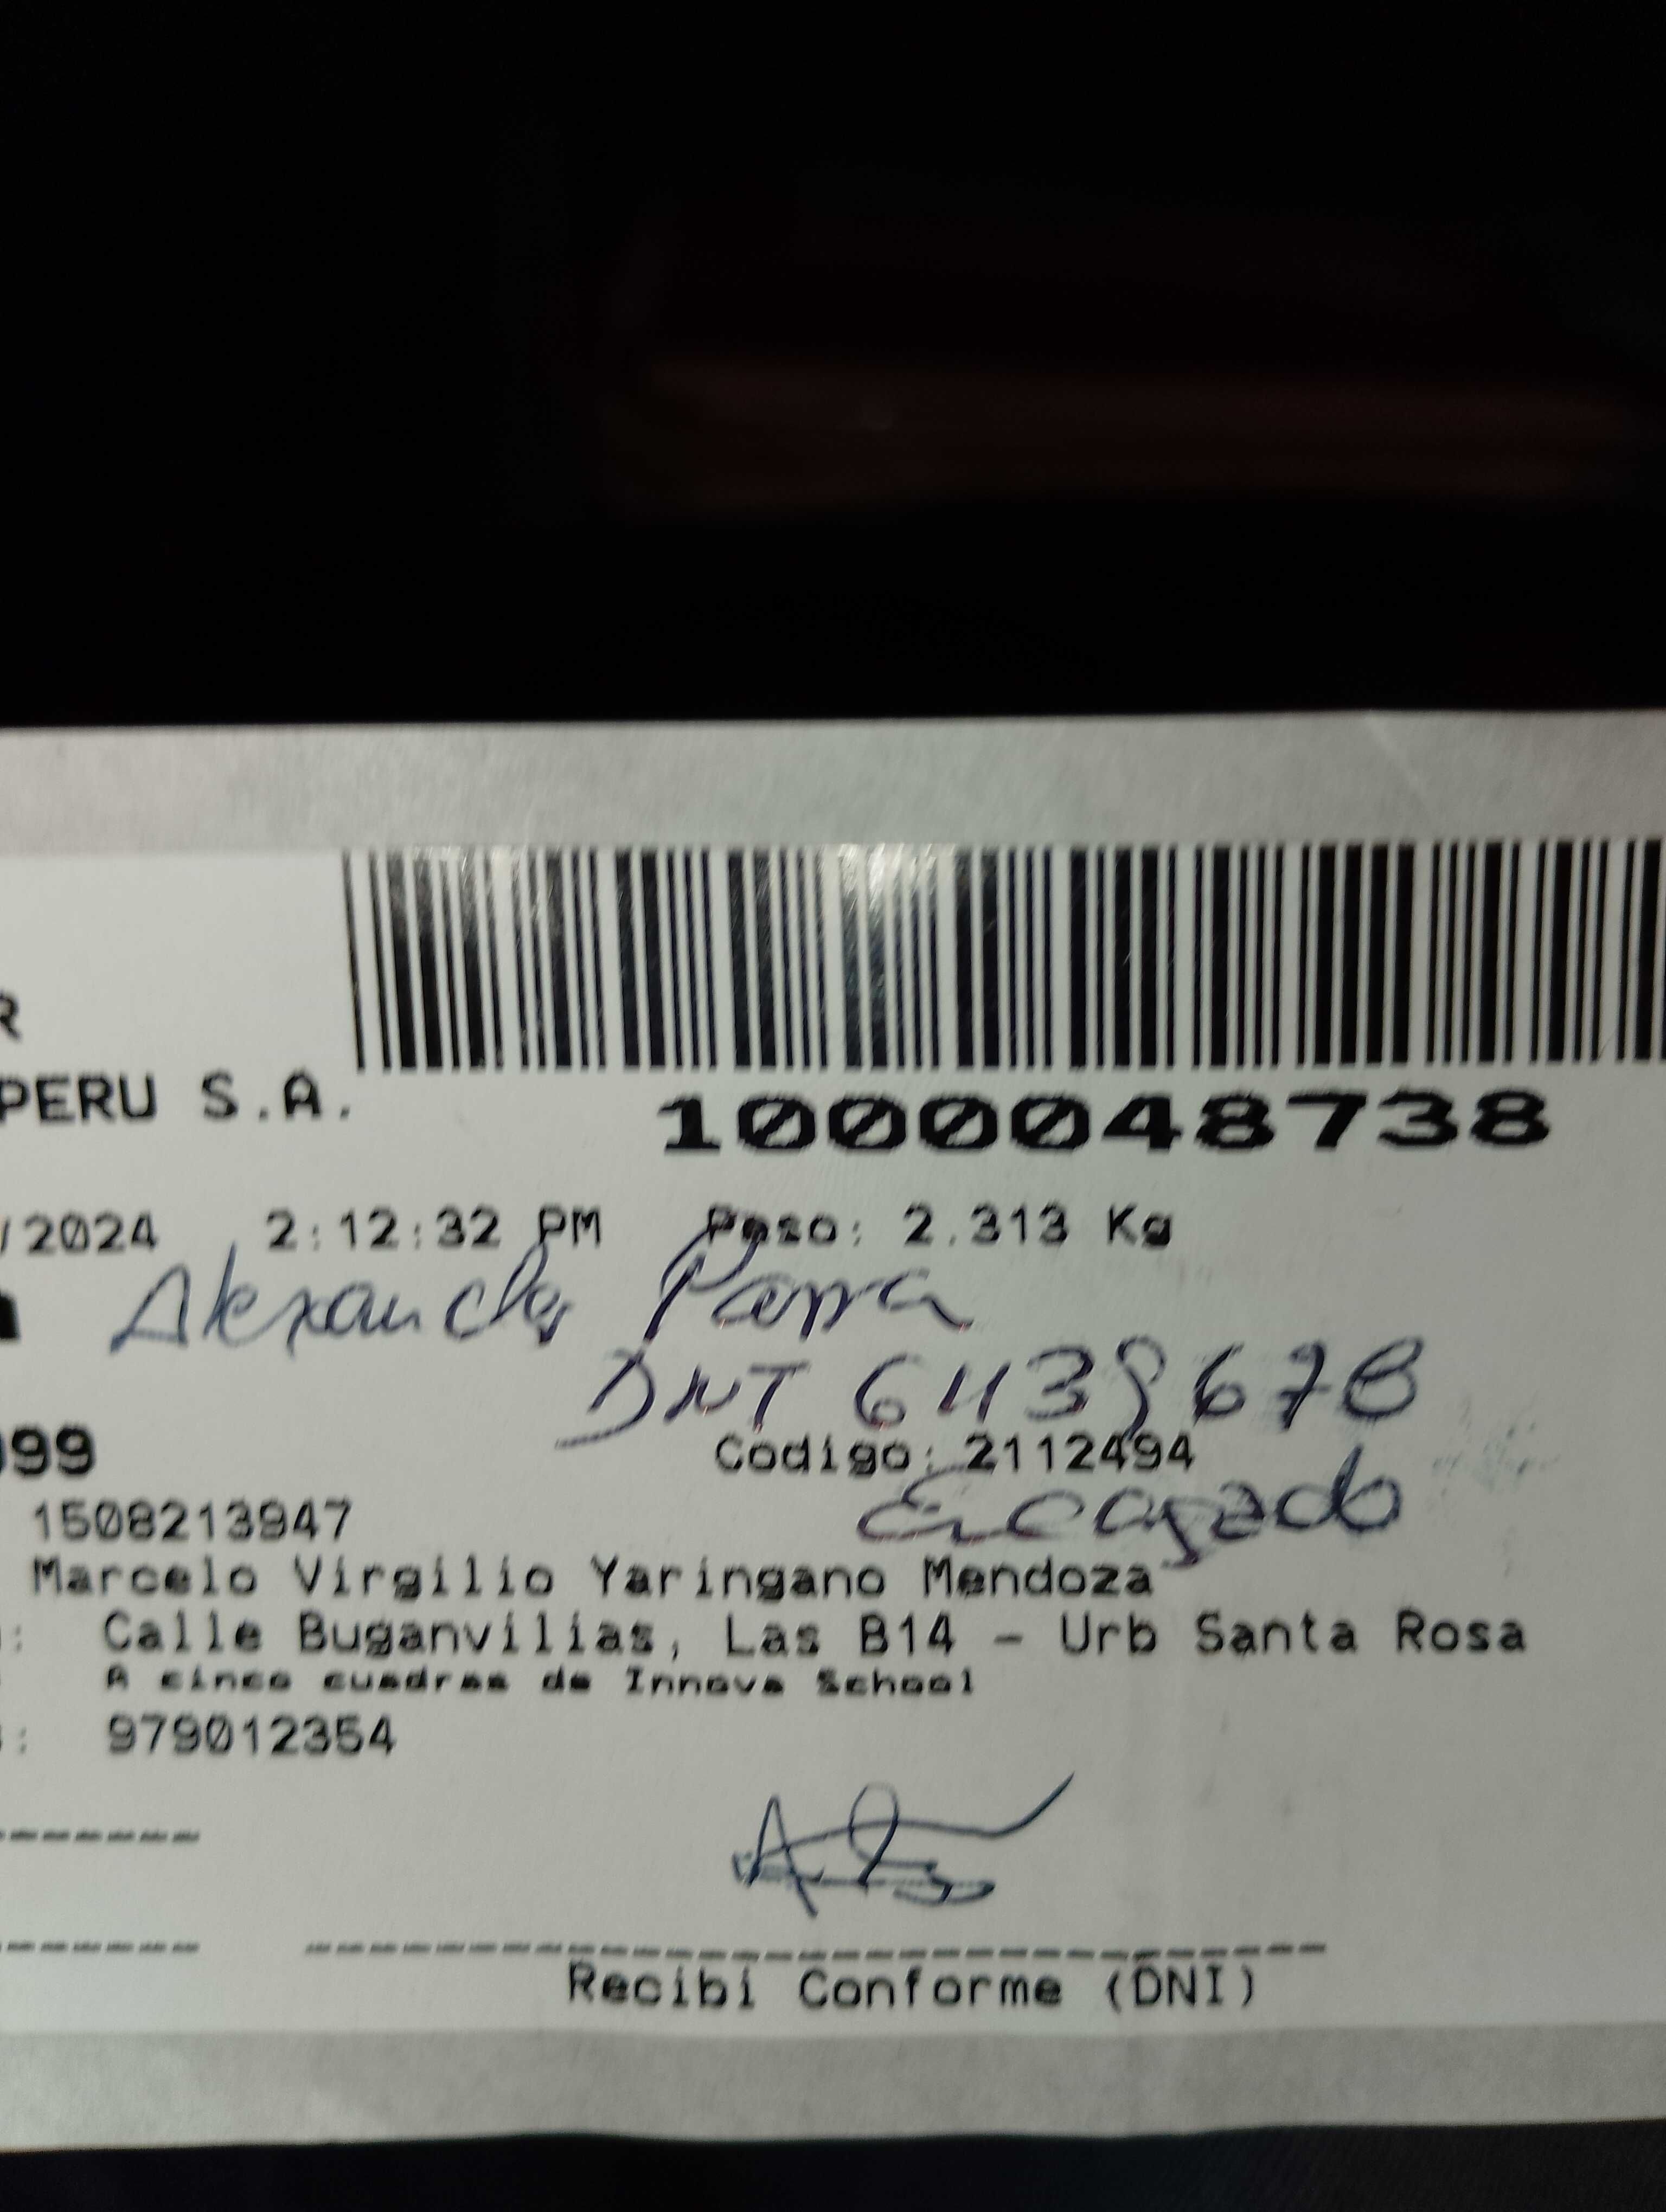 R
PERU S.A.
1000048738
/2024 2:12:32 PM Peso: 2.313 Kg
Alexander Parra
DNI 6439678
999
Codigo: 2112494
Encargado
1508213947
Marcelo Virgilio Yaringano Mendoza
: Calle Buganvilias, Las B14 - Urb Santa Rosa
A cinco cuadras de Innova School
: 979012354
Recibi Conforme (DNI)